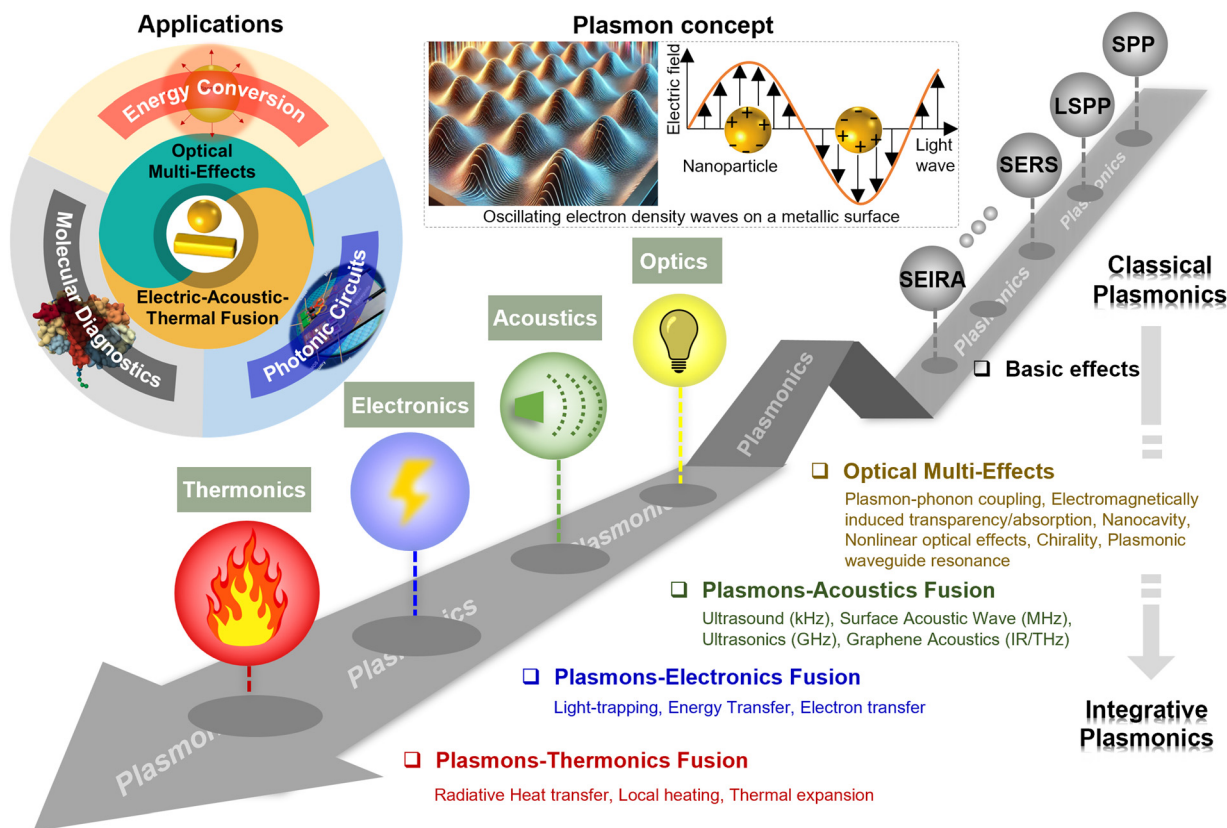 Applications
Energy Conversion
Optical
Multi-Effects
Molecular Diagnostics
Electric-Acoustic-
Thermal Fusion
Photonic Circuits
Plasmon concept
Electric field
+ + + + +
- - - - -
Nanoparticle
- - - - -
+ + + + +
Light
wave
Oscillating electron density waves on a metallic surface
SPP
LSPP
SERS
SEIRA
Plasmonics
Plasmonics
Plasmonics
Classical
Plasmonics
❑ Basic effects
Optics
Acoustics
Electronics
Thermonics
Plasmonics
Plasmonics
Plasmonics
Plasmonics
Plasmonics
❑ Optical Multi-Effects
Plasmon-phonon coupling, Electromagnetically
induced transparency/absorption, Nanocavity,
Nonlinear optical effects, Chirality, Plasmonic
waveguide resonance
❑ Plasmons-Acoustics Fusion
Ultrasound (kHz), Surface Acoustic Wave (MHz),
Ultrasonics (GHz), Graphene Acoustics (IR/THz)
❑ Plasmons-Electronics Fusion
Light-trapping, Energy Transfer, Electron transfer
❑ Plasmons-Thermonics Fusion
Radiative Heat transfer, Local heating, Thermal expansion
Integrative
Plasmonics